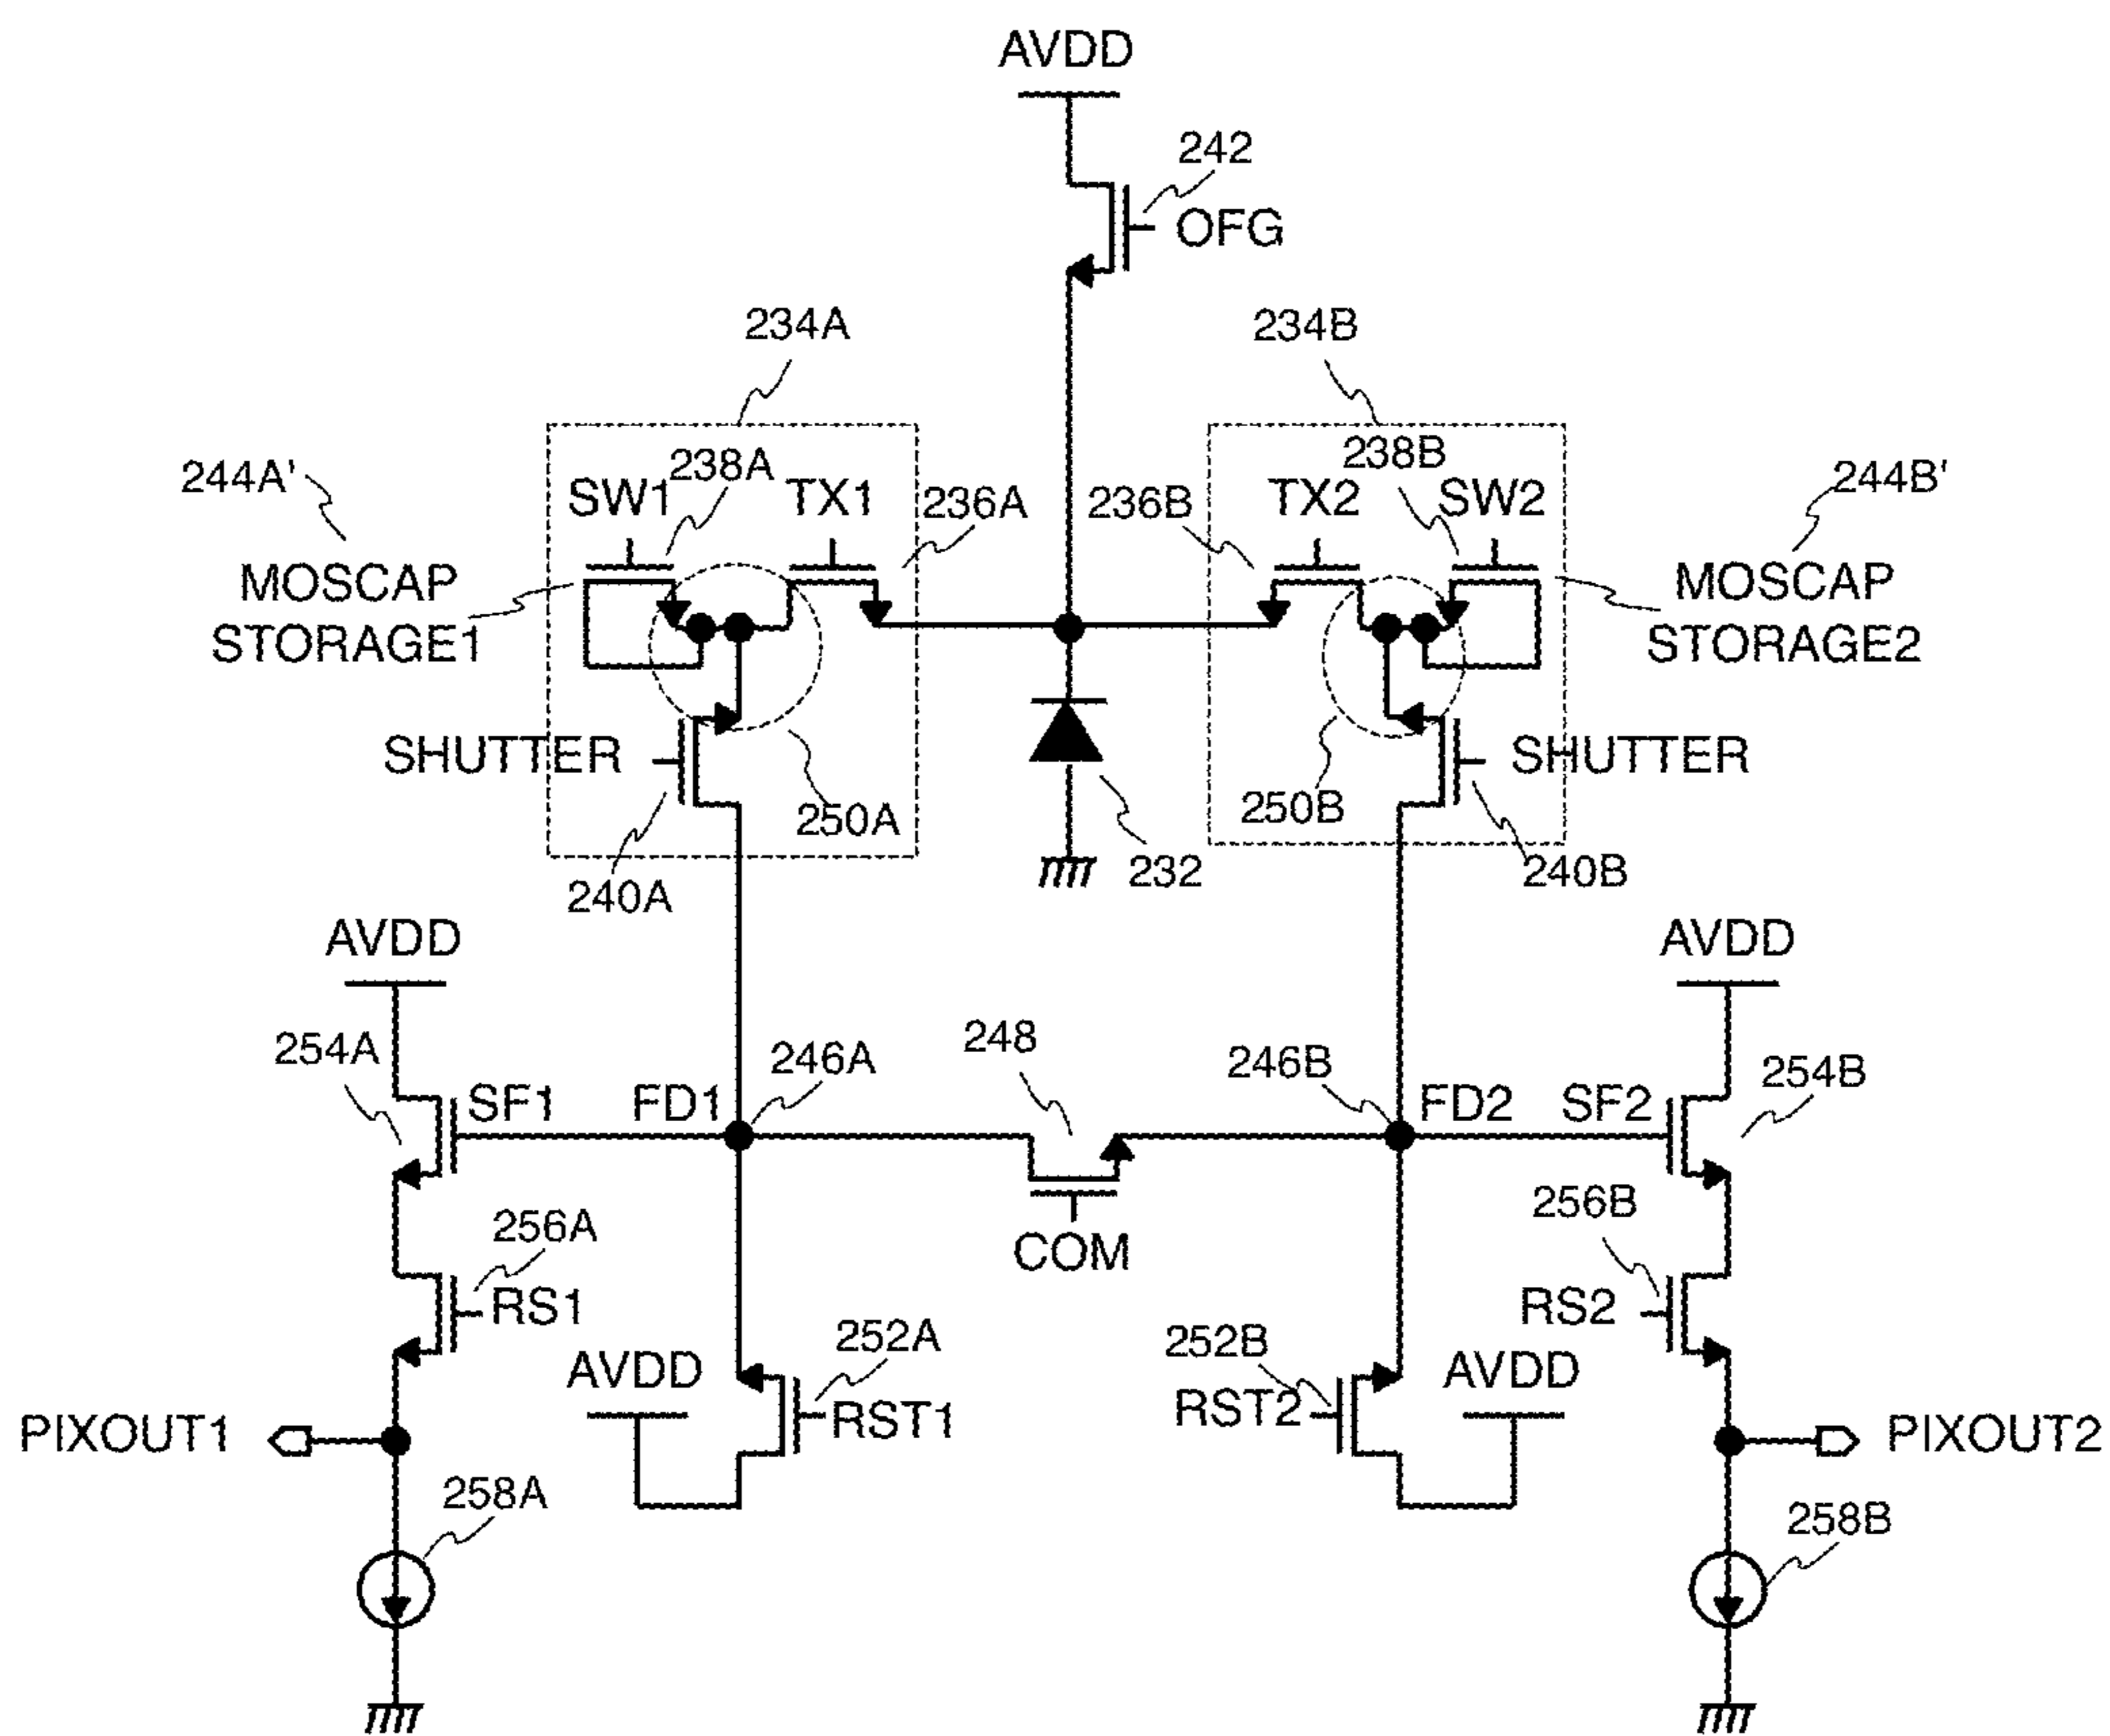 AVDD
242
OFG
234A
234B
244A'
238A
SW1
TX1
236A
236B
238B
TX2
SW2
244B'
MOSCAP
STORAGE1
MOSCAP
STORAGE2
SHUTTER
250A
250B
SHUTTER
240A
232
240B
AVDD
AVDD
254A
246A
248
246B
254B
SF1
FD1
FD2
SF2
256A
COM
256B
RS1
RS2
AVDD
252A
252B
AVDD
RST1
RST2
PIXOUT1
PIXOUT2
258A
258B